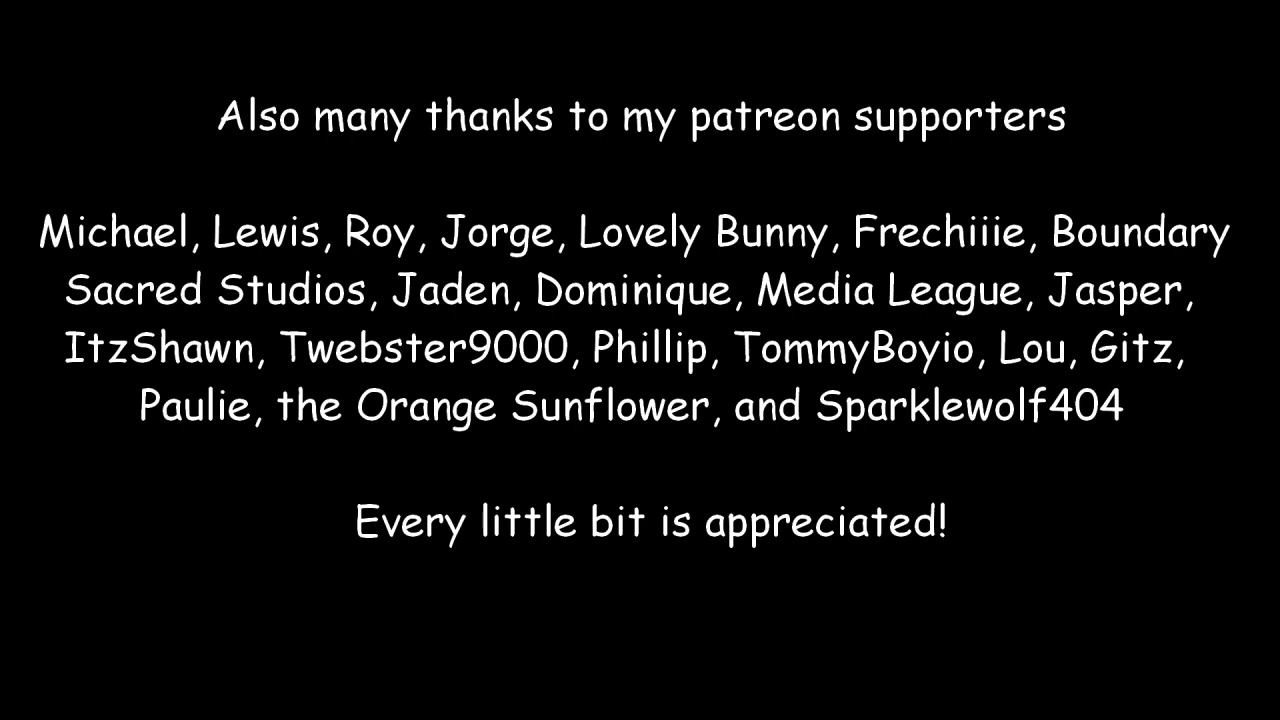 Also many thanks to my patreon supporters
Michael, Lewis, Roy, Jorge, Lovely Bunny, Frechiiie, Boundary
Sacred Studios, Jaden, Dominique, Media League, Jasper,
ItzShawn, Twebster9000, Phillip, TommyBoyio, Lou, Gitz,
Paulie, the Orange Sunflower, and Sparklewolf404
Every little bit is appreciated!